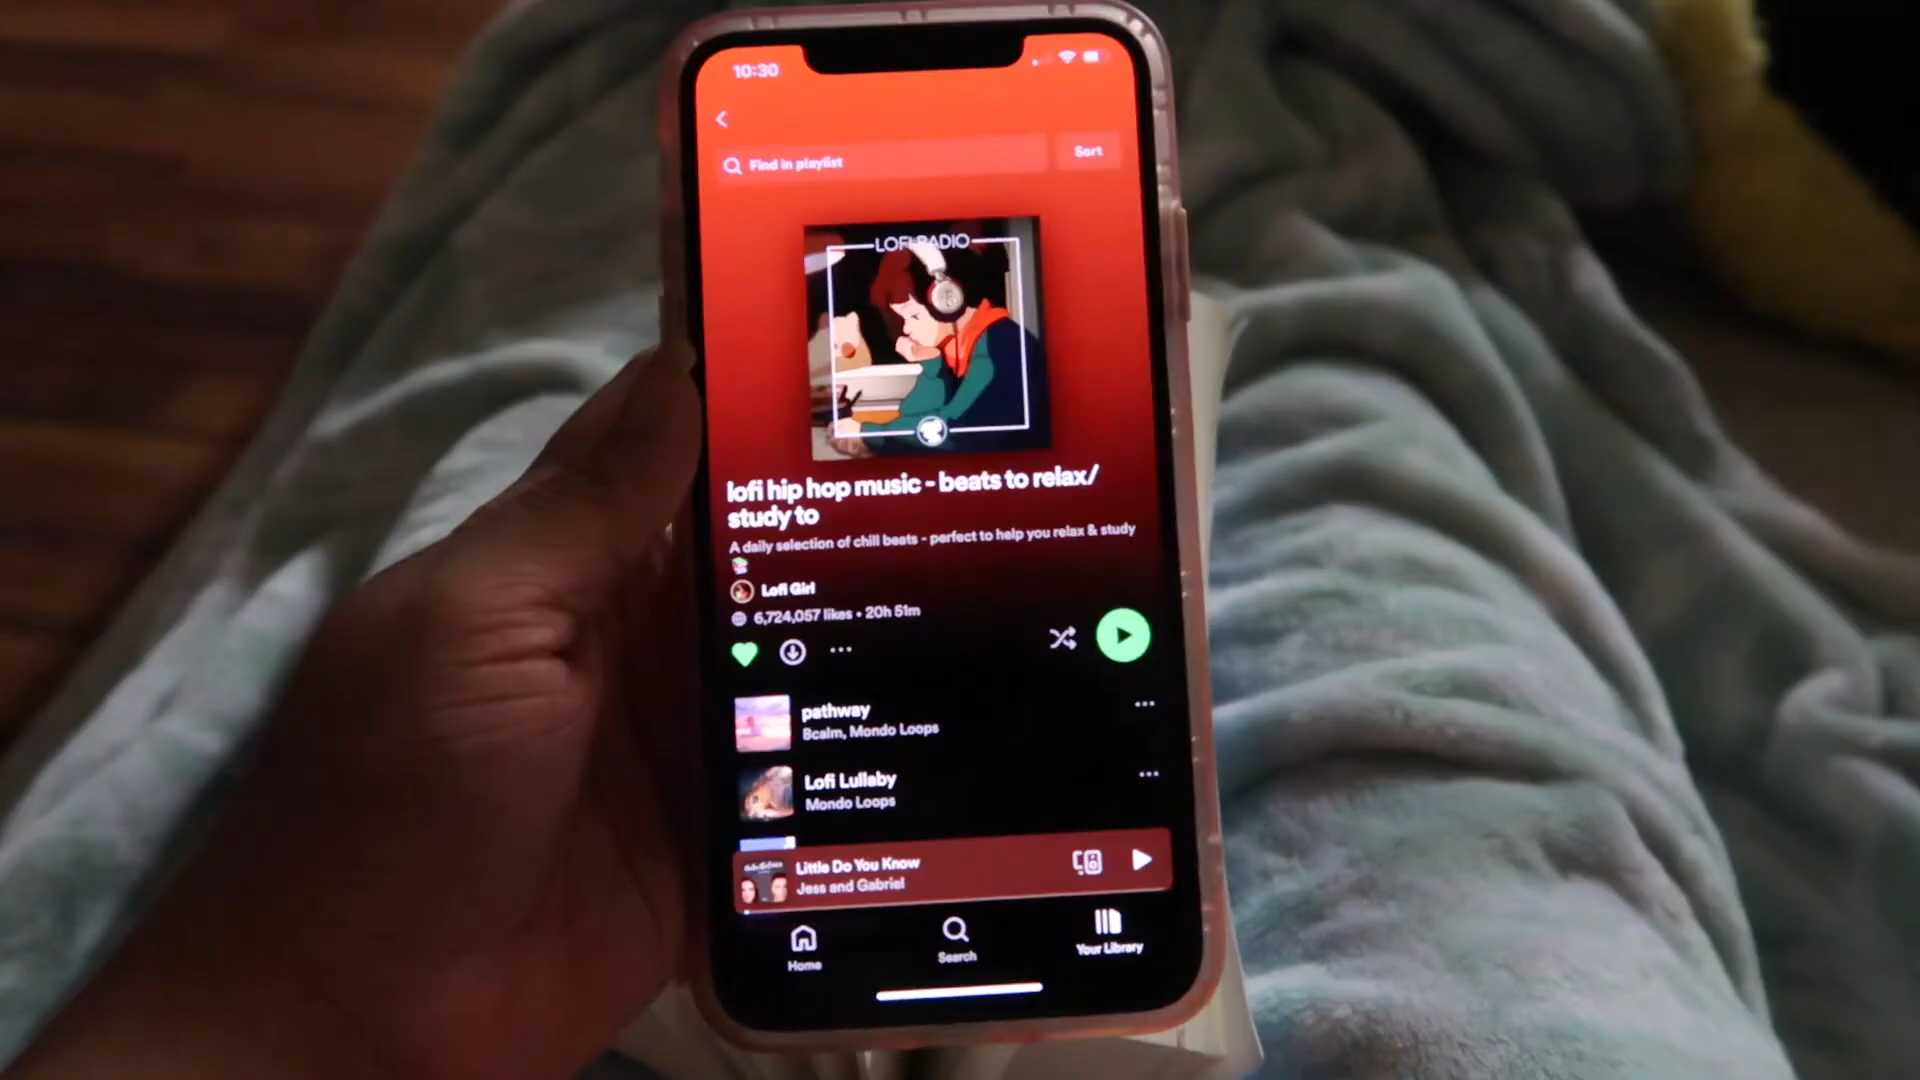 10:30
Find in playlist
Sort
LOFI RADIO
lofi hip hop music - beats to relax/
study to
A daily selection of chill beats - perfect to help you relax & study
📚
Lofi Girl
6,724,057 likes • 20h 51m
pathway
Bcalm, Mondo Loops
Lofi Lullaby
Mondo Loops
Little Do You Know
Jess and Gabriel
Home
Search
Your Library